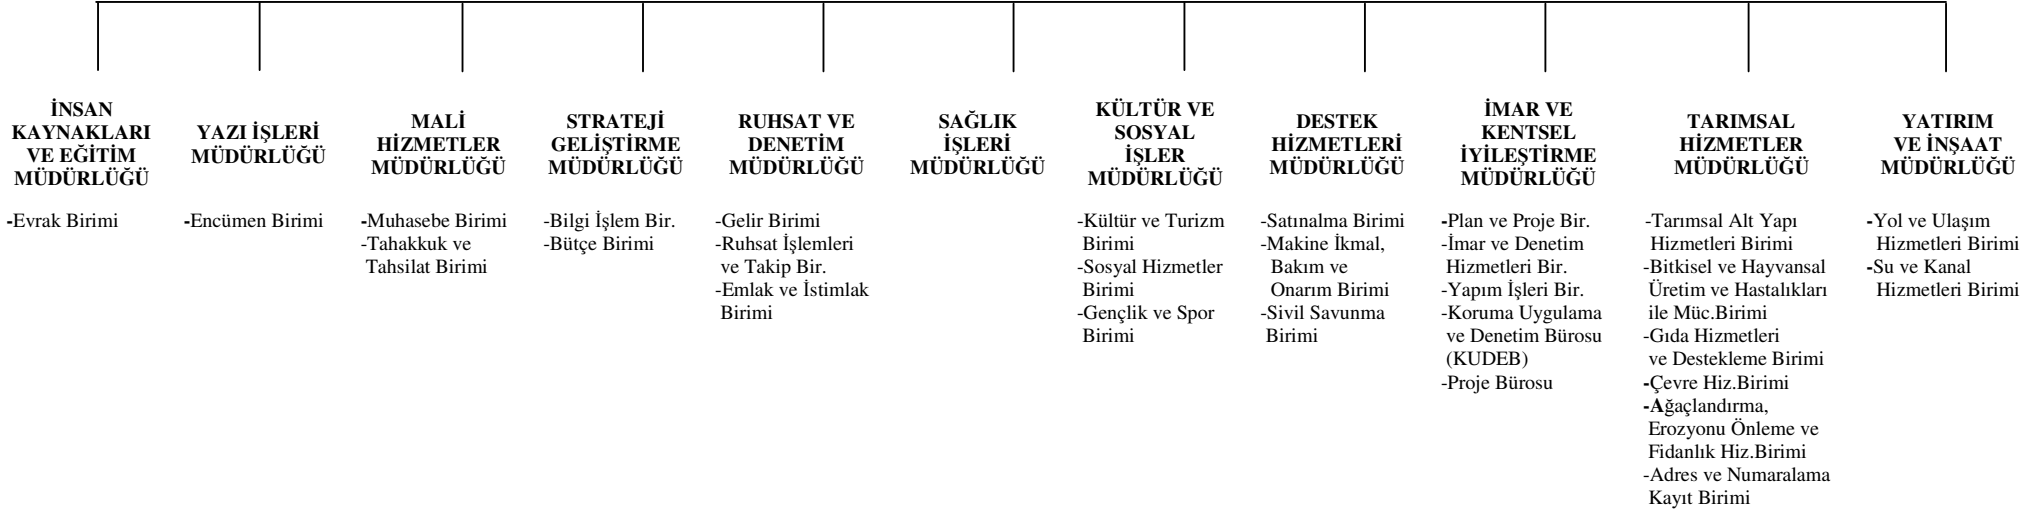 İNSAN
KAYNAKLARI
VE EĞİTİM
MÜDÜRLÜĞÜ
-Evrak Birimi
YAZI İŞLERİ
MÜDÜRLÜĞÜ
-Encümen Birimi
MALİ
HİZMETLER
MÜDÜRLÜĞÜ
-Muhasebe Birimi
-Tahakkuk ve
Tahsilat Birimi
STRATEJİ
GELİŞTİRME
MÜDÜRLÜĞÜ
-Bilgi İşlem Bir.
-Bütçe Birimi
RUHSAT VE
DENETİM
MÜDÜRLÜĞÜ
-Gelir Birimi
-Ruhsat İşlemleri
ve Takip Bir.
-Emlak ve İstimlak
Birimi
SAĞLIK
İŞLERİ
MÜDÜRLÜĞÜ
KÜLTÜR VE
SOSYAL
İŞLER
MÜDÜRLÜĞÜ
-Kültür ve Turizm
Birimi
-Sosyal Hizmetler
Birimi
-Gençlik ve Spor
Birimi
DESTEK
HİZMETLERİ
MÜDÜRLÜĞÜ
-Satınalma Birimi
-Makine İkmal,
Bakım ve
Onarım Birimi
-Sivil Savunma
Birimi
İMAR VE
KENTSEL
İYİLEŞTİRME
MÜDÜRLÜĞÜ
-Plan ve Proje Bir.
-İmar ve Denetim
Hizmetleri Bir.
-Yapım İşleri Bir.
-Koruma Uygulama
ve Denetim Bürosu
(KUDEB)
-Proje Bürosu
TARIMSAL
HİZMETLER
MÜDÜRLÜĞÜ
-Tarımsal Alt Yapı
Hizmetleri Birimi
-Bitkisel ve Hayvansal
Üretim ve Hastalıkları
ile Müc.Birimi
-Gıda Hizmetleri
ve Destekleme Birimi
-Çevre Hiz.Birimi
-Ağaçlandırma,
Erozyonu Önleme ve
Fidanlık Hiz.Birimi
-Adres ve Numaralama
Kayıt Birimi
YATIRIM
VE İNŞAAT
MÜDÜRLÜĞÜ
-Yol ve Ulaşım
Hizmetleri Birimi
-Su ve Kanal
Hizmetleri Birimi